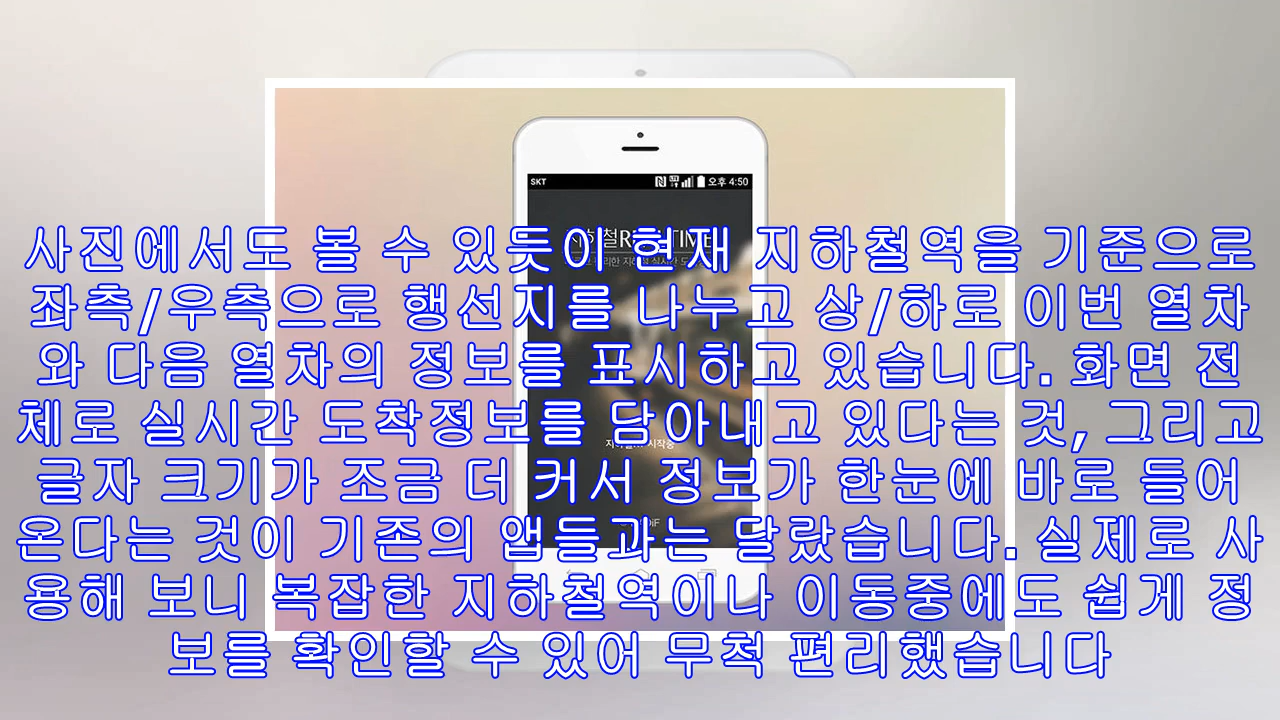 SKT
오후 4:50
사진에서도 볼 수 있듯이 현재 지하철역을 기준으로
좌측/우측으로 행선지를 나누고 상/하로 이번 열차
와 다음 열차의 정보를 표시하고 있습니다. 화면 전
체로 실시간 도착정보를 담아내고 있다는 것, 그리고
글자 크기가 조금 더 커서 정보가 한눈에 바로 들어
온다는 것이 기존의 앱들과는 달랐습니다. 실제로 사
용해 보니 복잡한 지하철역이나 이동중에도 쉽게 정
보를 확인할 수 있어 무척 편리했습니다